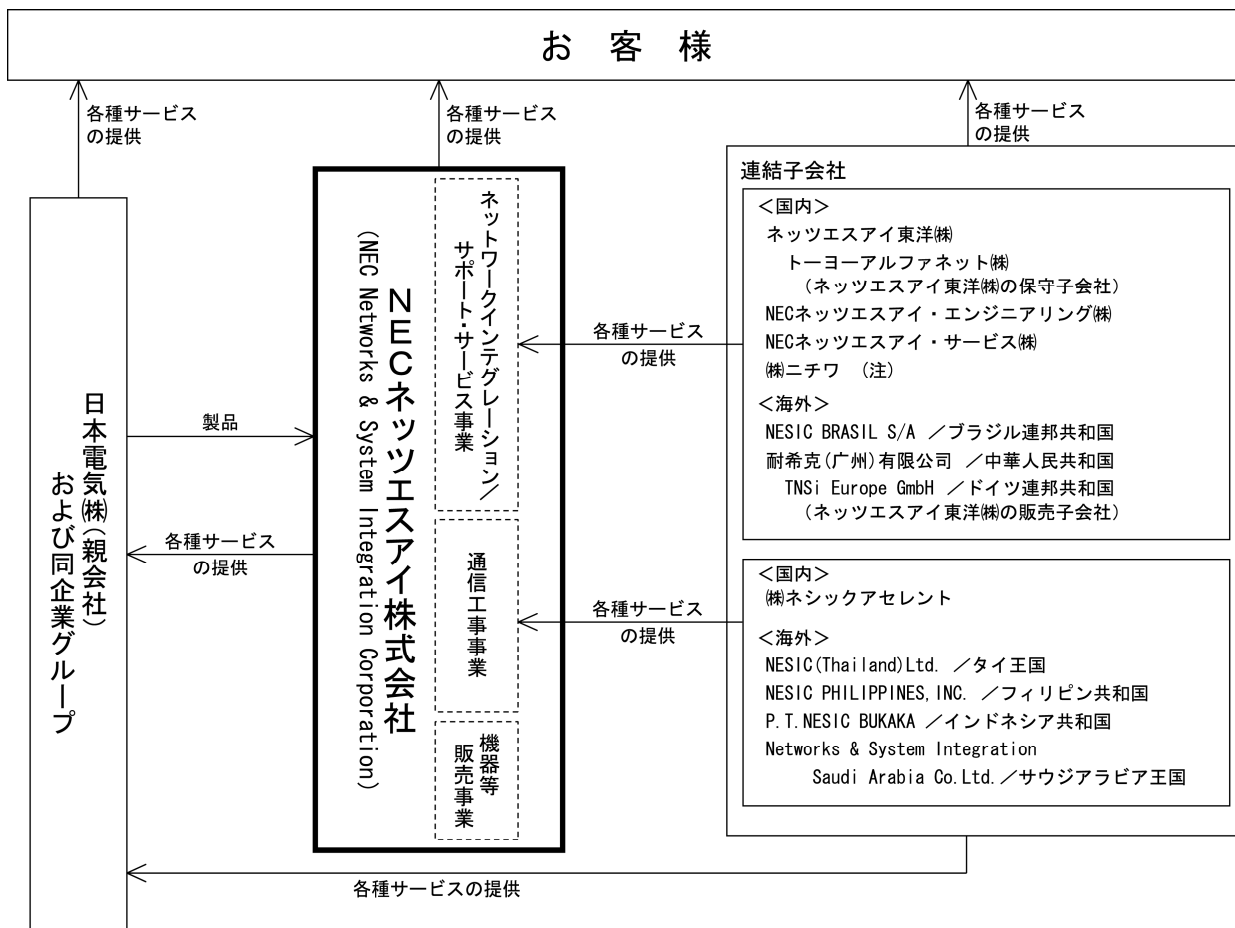 お 客 様
各種サービス
の提供
各種サービス
の提供
各種サービス
の提供
日本電気㈱(親会社)
および同企業グループ
製品
各種サービス
の提供
NECネッツエスアイ株式会社
(NEC Networks & System Integration Corporation)
ネットワークインテグレーション/
サポート・サービス事業
通信工事事業
機器等
販売事業
各種サービス
の提供
各種サービス
の提供
連結子会社
<国内>
ネッツエスアイ東洋㈱
トーヨーアルファネット㈱
(ネッツエスアイ東洋㈱の保守子会社)
NECネッツエスアイ・エンジニアリング㈱
NECネッツエスアイ・サービス㈱
㈱ニチワ (注)
<海外>
NESIC BRASIL S/A /ブラジル連邦共和国
耐希克(广州)有限公司 /中華人民共和国
TNSi Europe GmbH /ドイツ連邦共和国
(ネッツエスアイ東洋㈱の販売子会社)
<国内>
㈱ネシックアセレント
<海外>
NESIC(Thailand)Ltd. /タイ王国
NESIC PHILIPPINES,INC. /フィリピン共和国
P.T.NESIC BUKAKA /インドネシア共和国
Networks & System Integration
Saudi Arabia Co.Ltd./サウジアラビア王国
各種サービスの提供